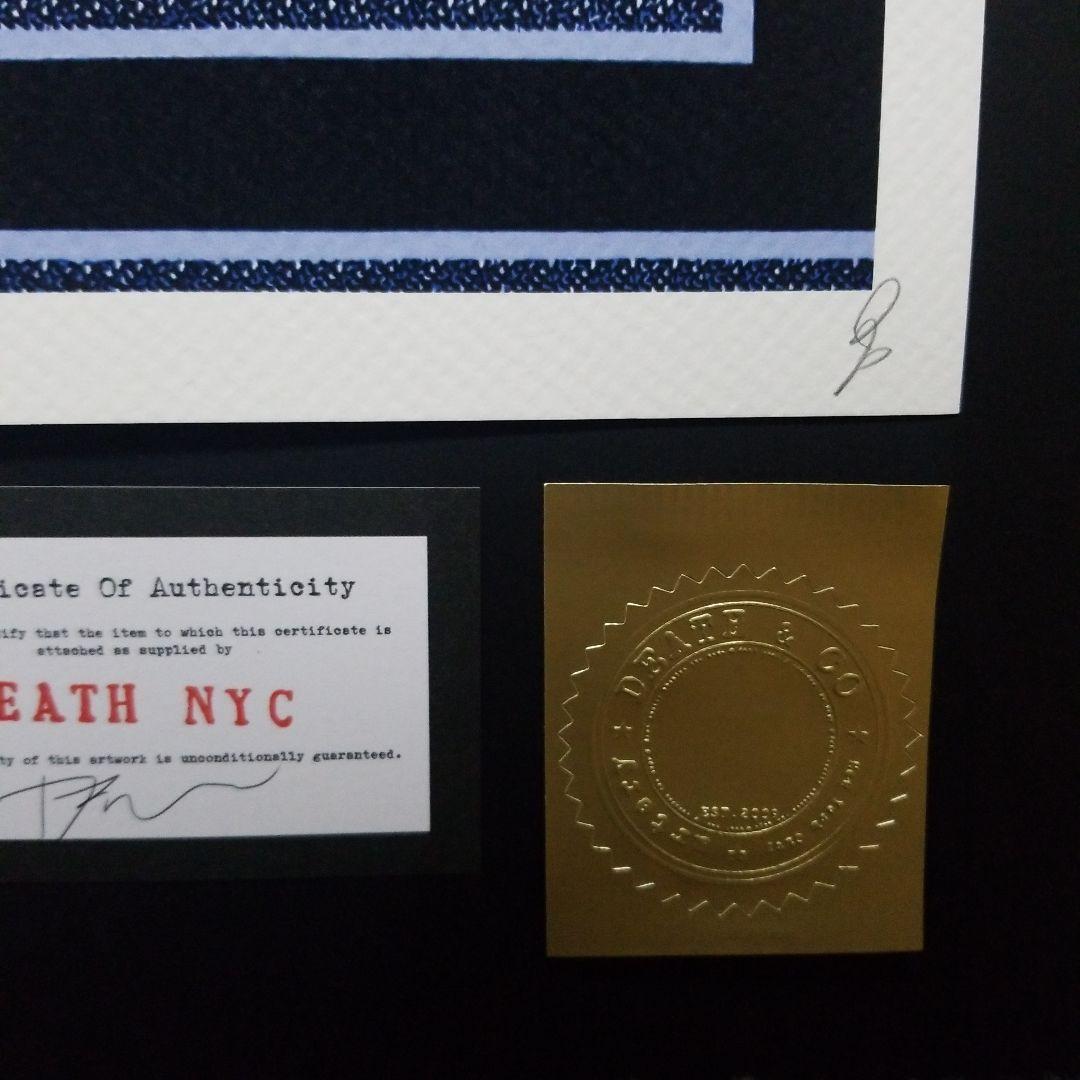 icate Of Authenticity
ify that the item to which this certificate is
attached as supplied by
EATH NYC
ty of this artwork is unconditionally guaranteed.
& CO
EST. 2009